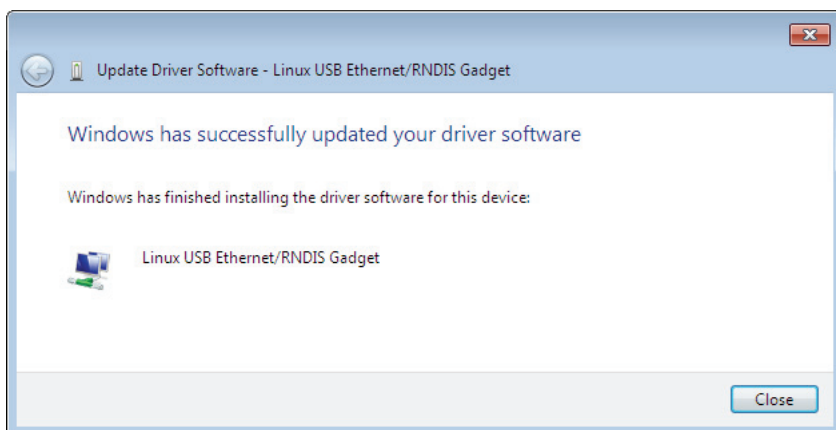 Update Driver Software - Linux USB Ethernet/RNDIS Gadget
Windows has successfully updated your driver software
Windows has finished installing the driver software for this device:
Linux USB Ethernet/RNDIS Gadget
Close